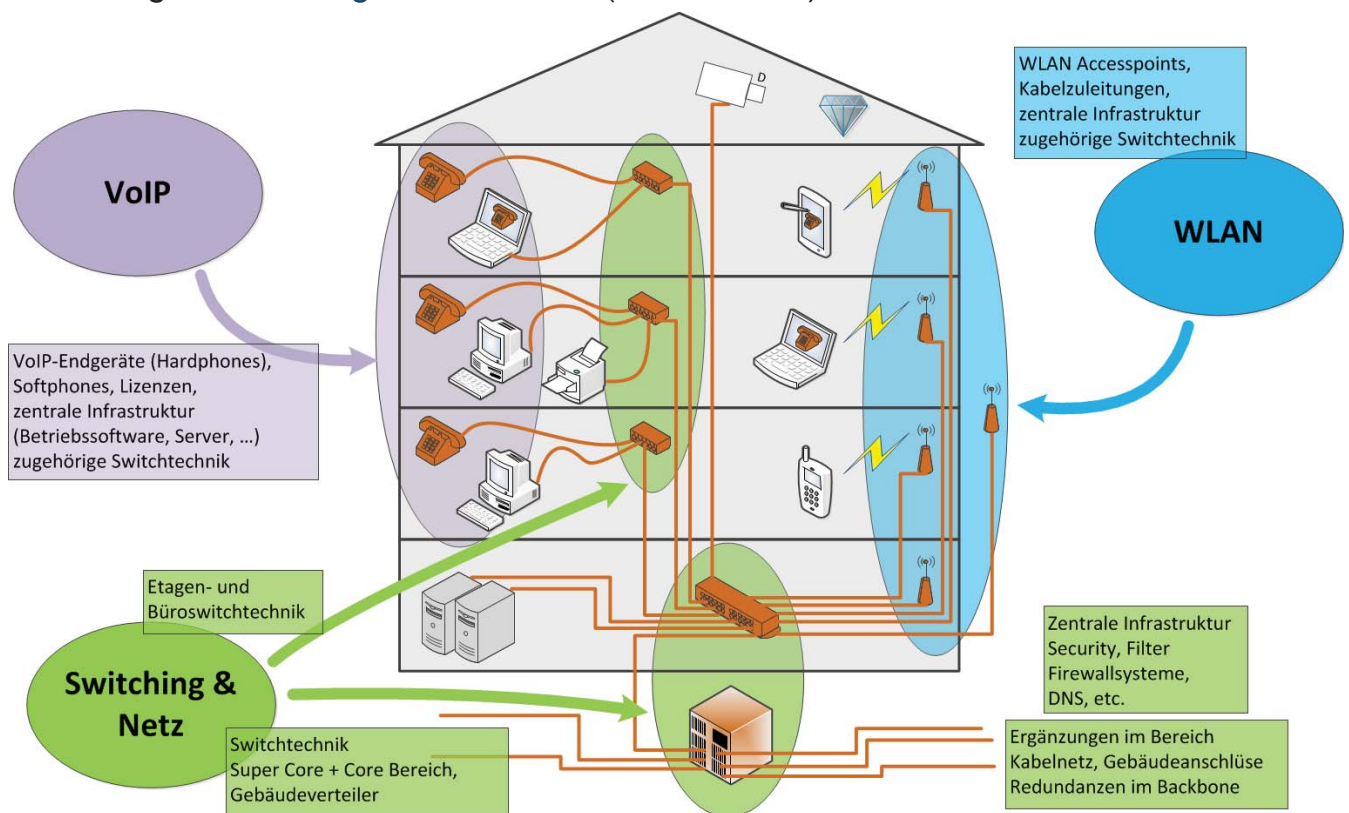 D
WLAN Accesspoints,
Kabelzuleitungen,
zentrale Infrastruktur
zugehörige Switchtechnik
VoIP
WLAN
VoIP-Endgeräte (Hardphones),
Softphones, Lizenzen,
zentrale Infrastruktur
(Betriebssoftware, Server, ...)
zugehörige Switchtechnik
Etagen- und
Büroswitchtechnik
Switching &
Netz
Switchtechnik
Super Core + Core Bereich,
Gebäudeverteiler
Zentrale Infrastruktur
Security, Filter
Firewallsysteme,
DNS, etc.
Ergänzungen im Bereich
Kabelnetz, Gebäudeanschlüsse
Redundanzen im Backbone